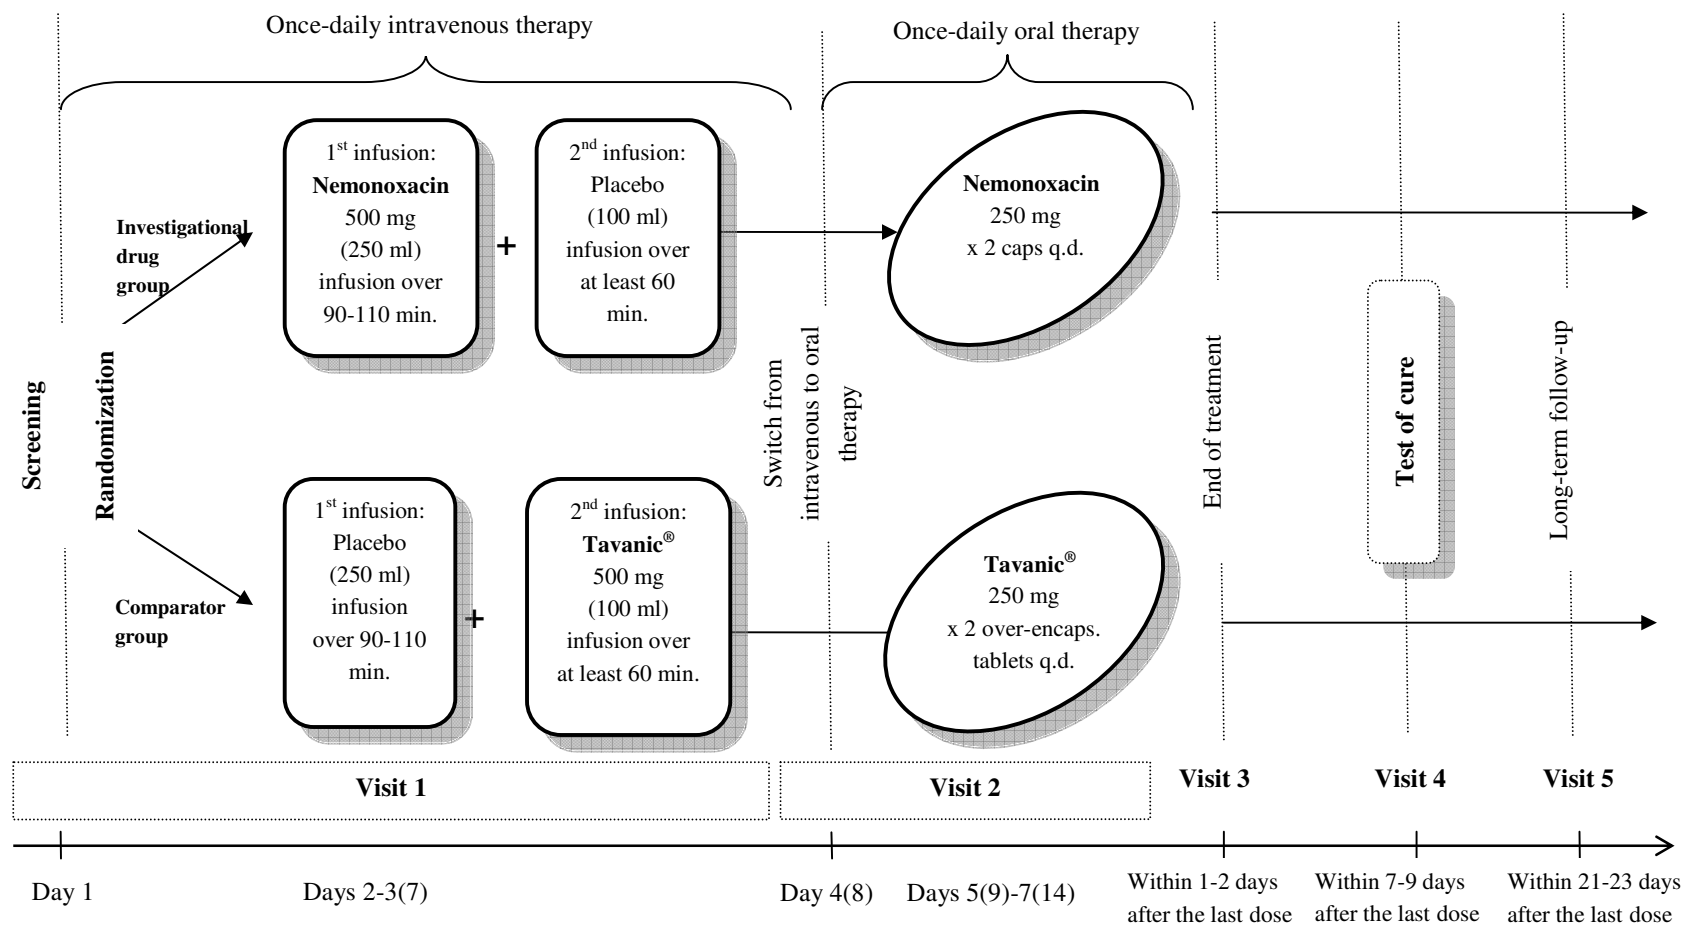 Once-daily intravenous therapy
Once-daily oral therapy
Screening
Randomization
Investigational
drug
group
1st infusion:
Nemonoxacin
500 mg
(250 ml)
infusion over
90-110 min.
+
2nd infusion:
Placebo
(100 ml)
infusion over
at least 60
min.
Nemonoxacin
250 mg
x 2 caps q.d.
Comparator
group
1st infusion:
Placebo
(250 ml)
infusion
over 90-110
min.
+
2nd infusion:
Tavanic®
500 mg
(100 ml)
infusion over
at least 60 min.
Switch from
intravenous to oral
therapy
Tavanic®
250 mg
x 2 over-encaps.
tablets q.d.
End of treatment
Test of cure
Long-term follow-up
Visit 1
Visit 2
Visit 3
Visit 4
Visit 5
Day 1
Days 2-3(7)
Day 4(8)
Days 5(9)-7(14)
Within 1-2 days
after the last dose
Within 7-9 days
after the last dose
Within 21-23 days
after the last dose